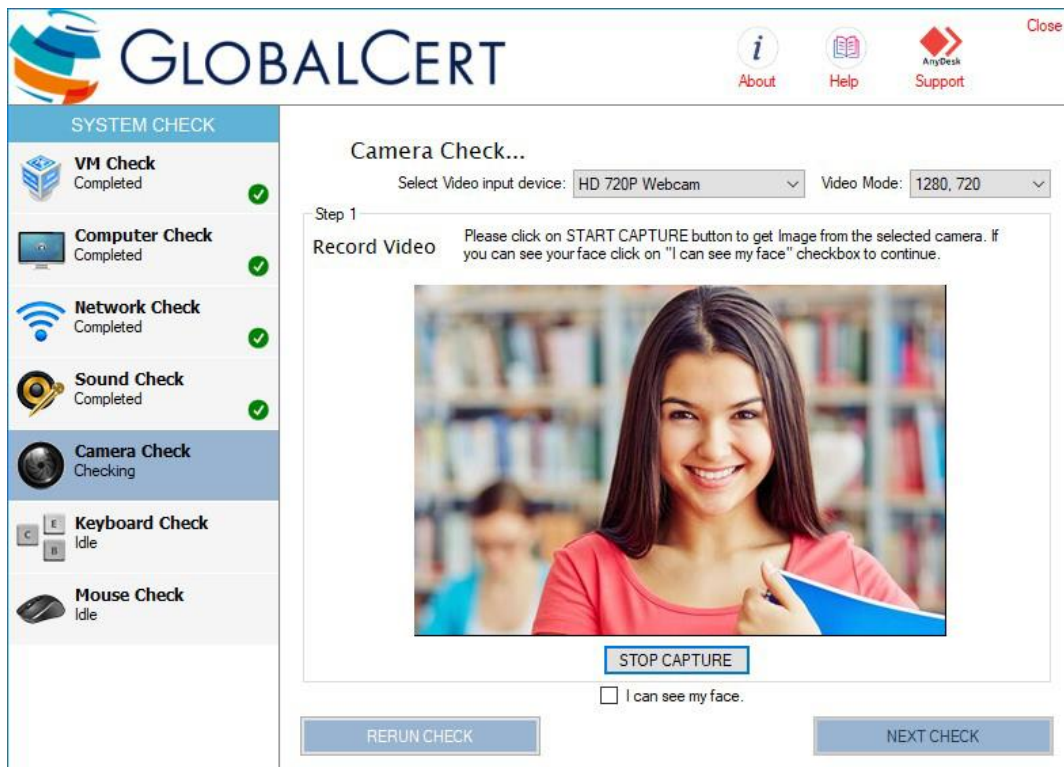 GLOBALCERT
i
About
Help
AnyDesk
Support
Close
SYSTEM CHECK
VM Check
Completed
Computer Check
Completed
Network Check
Completed
Sound Check
Completed
Camera Check
Checking
C E B
Keyboard Check
Idle
Mouse Check
Idle
Camera Check...
Select Video input device: HD 720P Webcam Video Mode: 1280, 720
Step 1
Record Video
Please click on START CAPTURE button to get Image from the selected camera. If
you can see your face click on "I can see my face" checkbox to continue.
STOP CAPTURE
I can see my face.
RERUN CHECK
NEXT CHECK